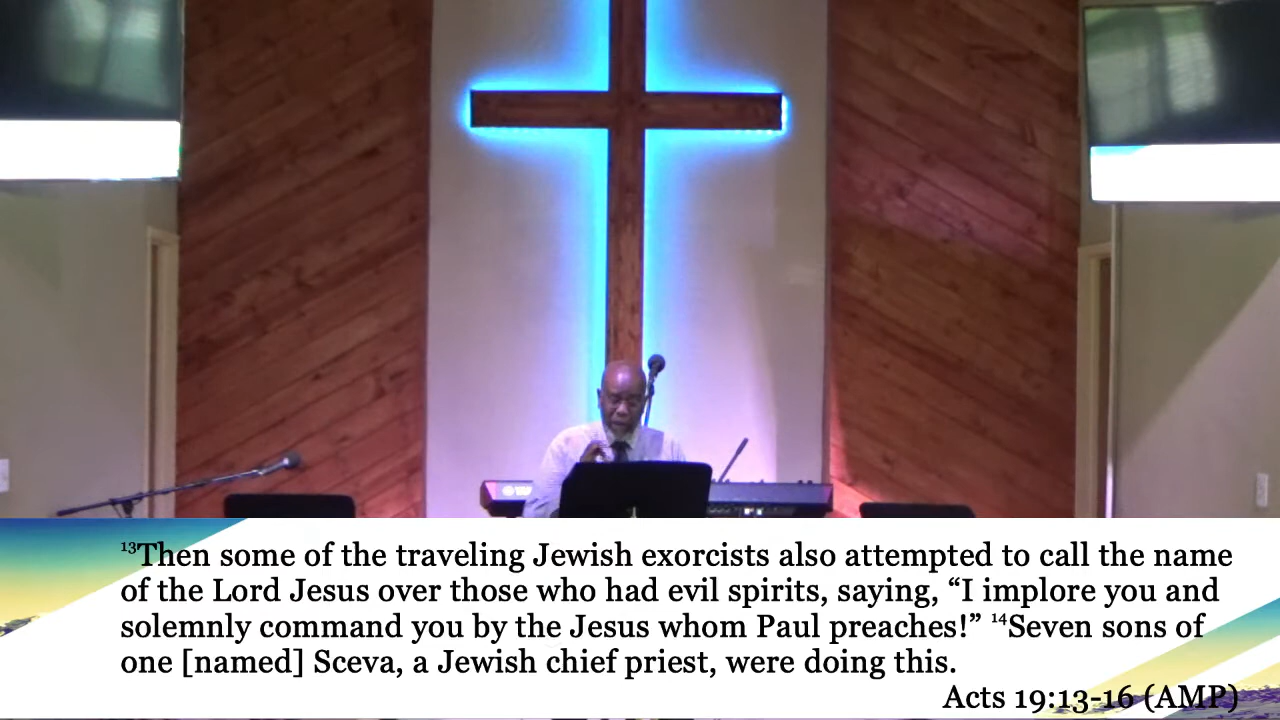 ¹³Then some of the traveling Jewish exorcists also attempted to call the name
of the Lord Jesus over those who had evil spirits, saying, “I implore you and
solemnly command you by the Jesus whom Paul preaches!” ¹⁴Seven sons of
one [named] Sceva, a Jewish chief priest, were doing this.
Acts 19:13-16 (AMP)